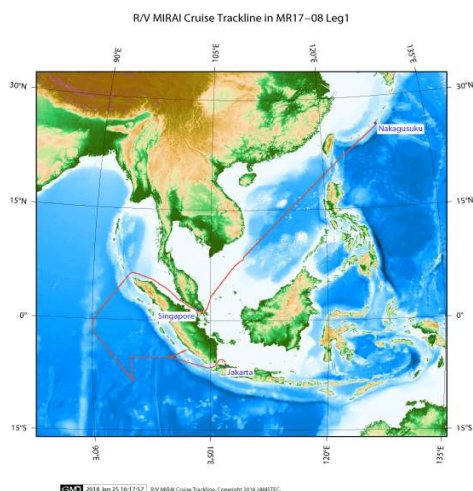 R/V MIRAI Cruise Trackline in MR17−08 Leg1
90°E 105°E 120°E 135°E
30°N 30°N
Nakagusuku
15°N 15°N
Singapore
0° 0°
Jakarta
15°S 15°S
90°E 105°E 120°E 135°E
GMD 2018 Jan 25 16:17:57 R/V MIRAI Cruise Trackline, Copyright 2018 JAMSTEC.